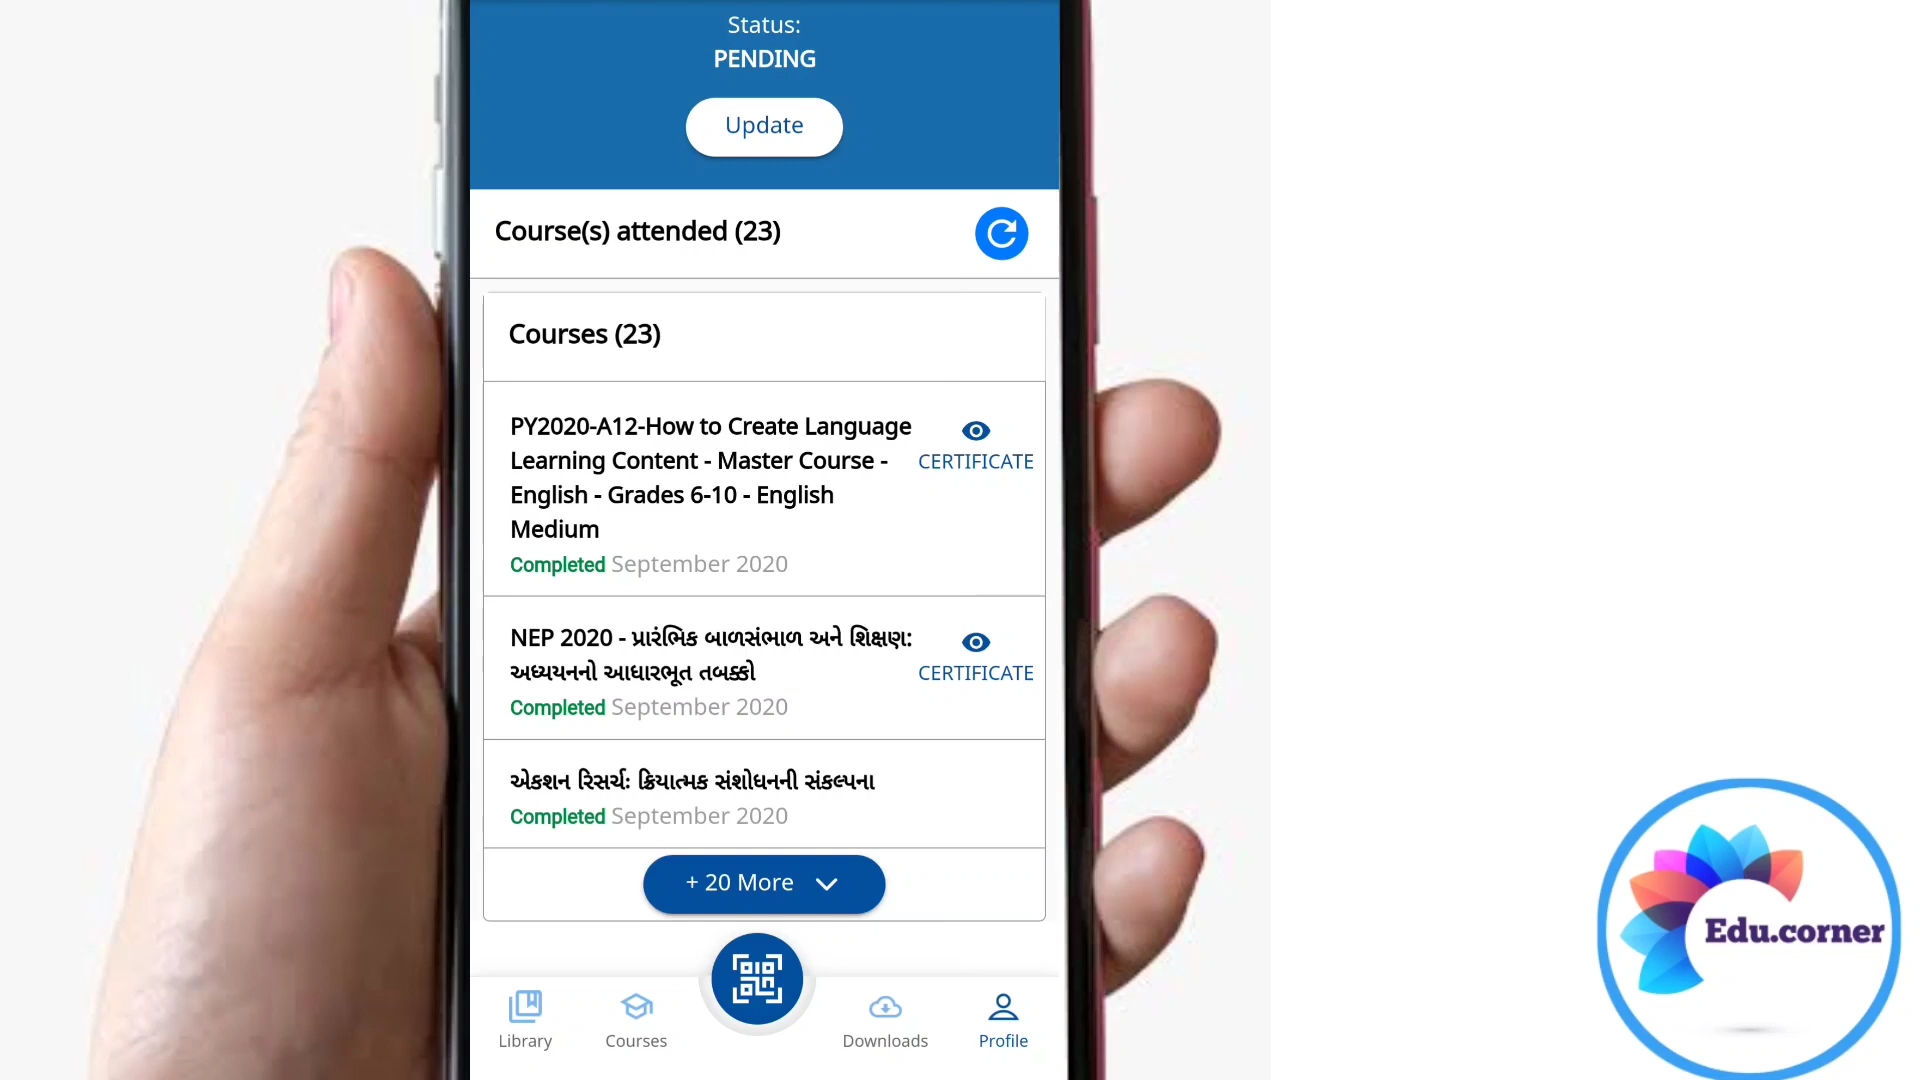 Status:
PENDING
Update
Course(s) attended (23)
Courses (23)
PY2020-A12-How to Create Language
Learning Content - Master Course -
English - Grades 6-10 - English
Medium
CERTIFICATE
Completed September 2020
NEP 2020 - પ્રારંભિક બાળસંભાળ અને શિક્ષણ:
અધ્યયનનો આધારભૂત તબક્કો
CERTIFICATE
Completed September 2020
એકશન રિસર્ચઃ ક્રિયાત્મક સંશોધનની સંકલ્પના
Completed September 2020
+ 20 More
Library
Courses
Downloads
Profile
Edu.corner